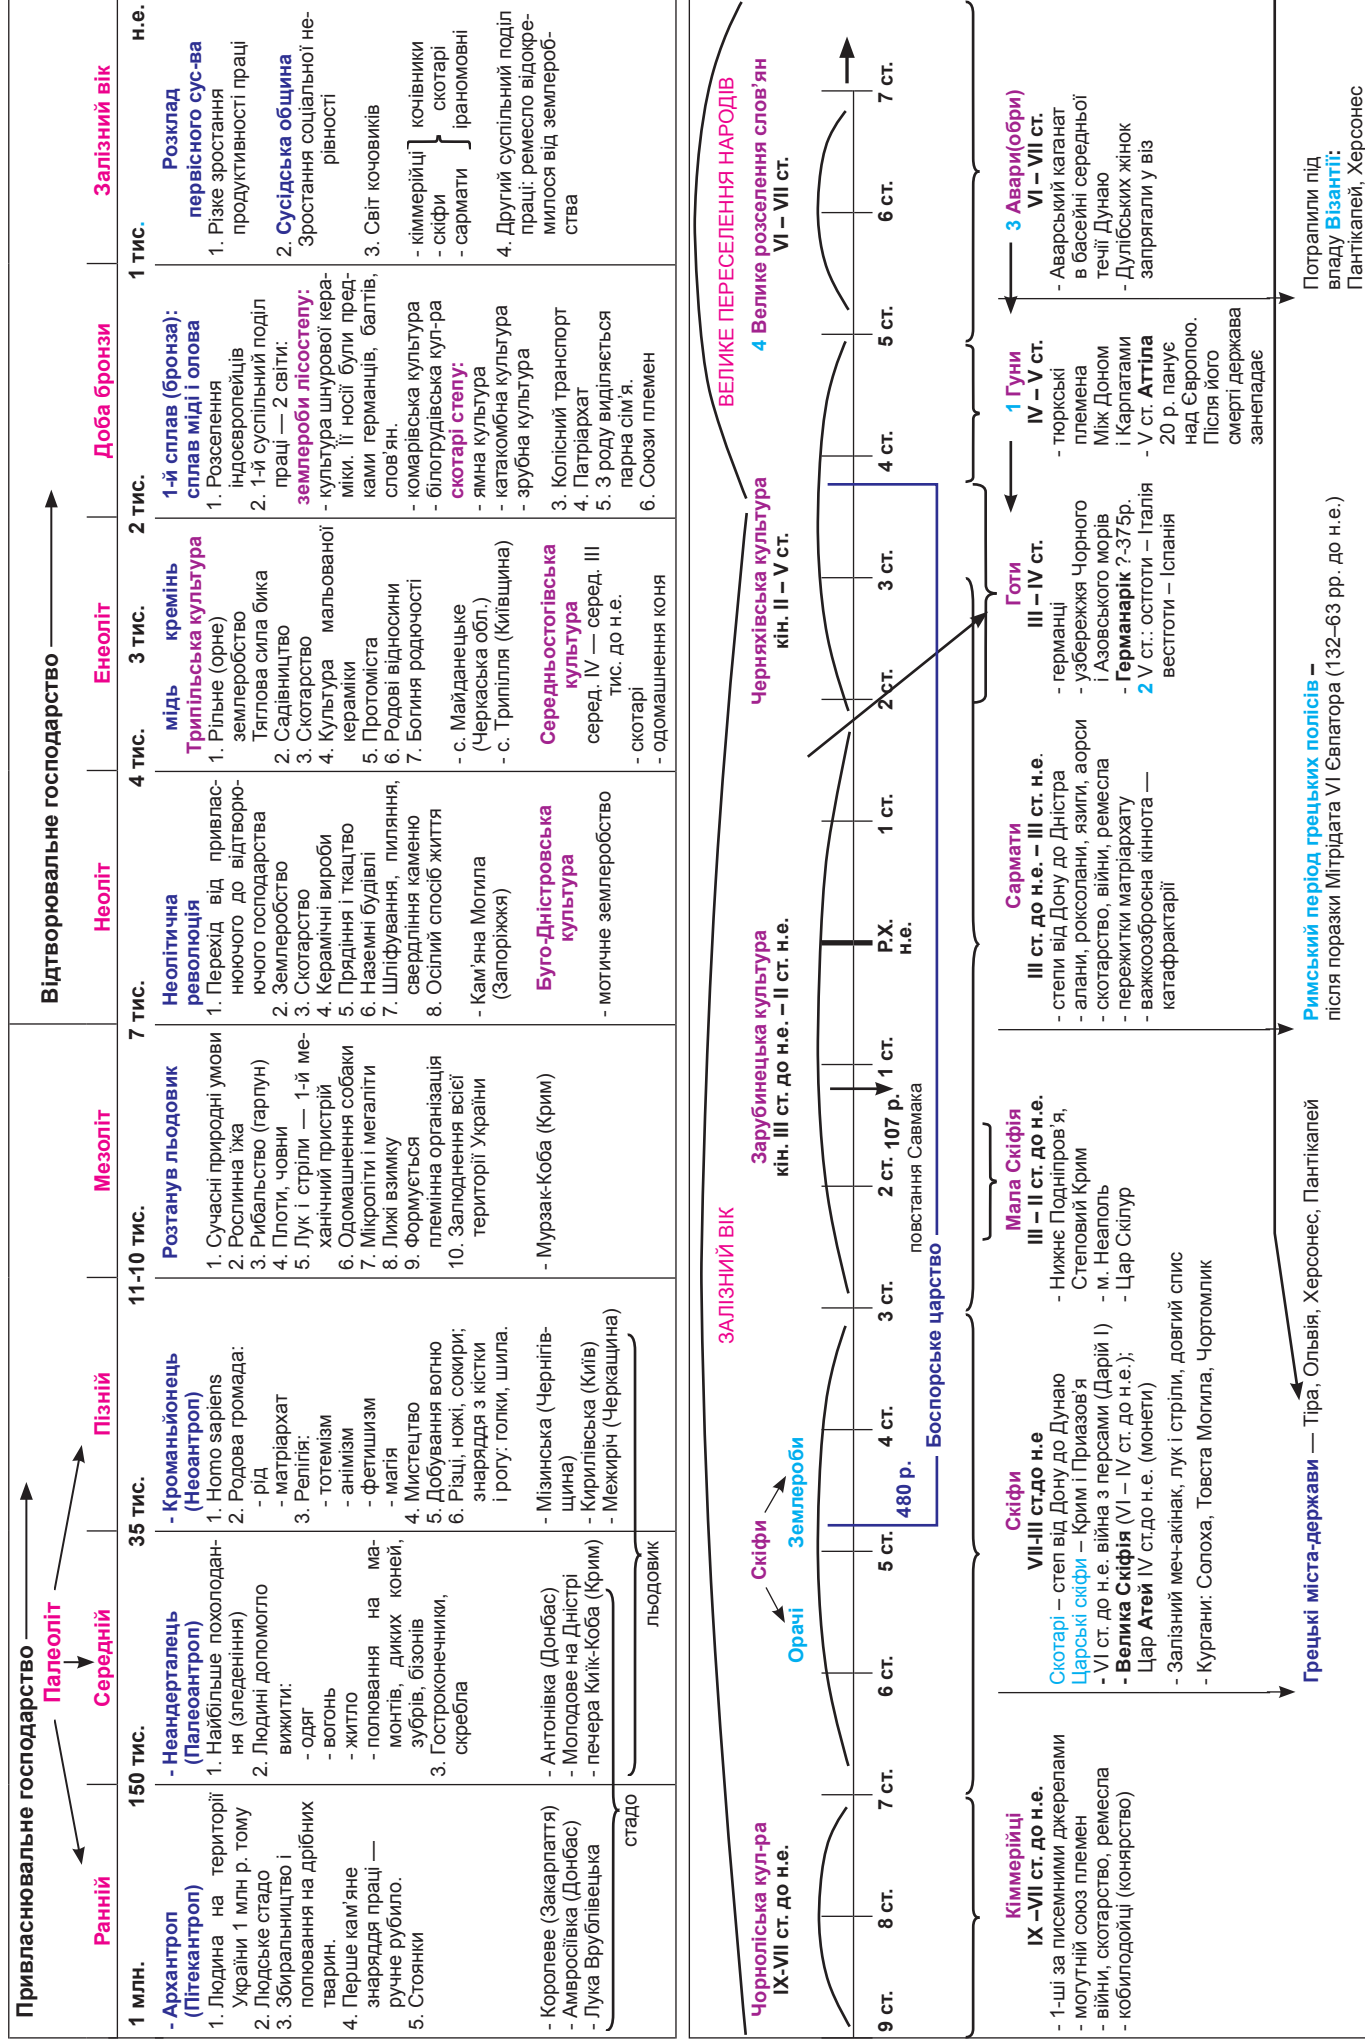 Привласнювальне господарство
Відтворювальне господарство
Палеоліт
Ранній
Середній
Пізній
Мезоліт
Неоліт
Енеоліт
Доба бронзи
Залізний вік
1 млн.
150 тис.
35 тис.
11-10 тис.
7 тис.
4 тис.
3 тис.
2 тис.
1 тис.
н.е.
- Архантроп
(Пітекантроп)
1. Людина на території
України 1 млн р. тому
2. Людське стадо
3. Збиральництво і
полювання на дрібних
тварин.
4. Перше кам’яне
знаряддя праці —
ручне рубило.
5. Стоянки
- Королеве (Закарпаття)
- Амвросіївка (Донбас)
- Лука Врублівецька
стадо
- Неандерталець
(Палеоантроп)
1. Найбільше похолодан-
ня (зледеніння)
2. Людині допомогло
вижити:
- одяг
- вогонь
- житло
- полювання на ма-
монтів, диких коней,
зубрів, бізонів
3. Гостроконечники,
скребла
- Антонівка (Донбас)
- Молодове на Дністрі
- печера Киїк-Коба (Крим)
льодовик
- Кроманьйонець
(Неоантроп)
1. Homo sapiens
2. Родова громада:
- рід
- матріархат
3. Релігія:
- тотемізм
- анімізм
- фетишизм
- магія
4. Мистецтво
5. Добування вогню
6. Різці, ножі, сокири;
знаряддя з кістки
і рогу: голки, шила.
- Мізинська (Чернігів-
щина)
- Кирилівська (Київ)
- Межиріч (Черкащина)
Розтанув льодовик
1. Сучасні природні умови
2. Рослинна їжа
3. Рибальство (гарпун)
4. Плоти, човни
5. Лук і стріли — 1-й ме-
ханічний пристрій
6. Одомашнення собаки
7. Мікроліти і мегаліти
8. Лижі взимку
9. Формується
племінна організація
10. Залюднення всієї
території України
- Мурзак-Коба (Крим)
Неолітична
революція
1. Перехід від привлас-
нюючого до відтворю-
ючого господарства
2. Землеробство
3. Скотарство
4. Керамічні вироби
5. Прядіння і ткацтво
6. Наземні будівлі
7. Шліфування, пиляння,
свердління каменю
8. Осілий спосіб життя
- Кам’яна Могила
(Запоріжжя)
Буго-Дністровська
культура
- мотичне землеробство
мідь кремінь
Трипільська культура
1. Рільне (орне)
землеробство
Тяглова сила бика
2. Садівництво
3. Скотарство
4. Культура мальованої
кераміки
5. Протоміста
6. Родові відносини
7. Богиня родючості
- с. Майданецьке
(Черкаська обл.)
- с. Трипілля (Київщина)
Середньостогівська
культура
серед. IV — серед. III
тис. до н.е.
- скотарі
- одомашнення коня
1-й сплав (бронза):
сплав міді і олова
1. Розселення
індоєвропейців
2. 1-й суспільний поділ
праці — 2 світи:
землероби лісостепу:
- культура шнурової кера-
міки. Її носії були пред-
ками германців, балтів,
слов’ян.
- комарівська культура
- білогрудівська кул-ра
скотарі степу:
- ямна культура
- катакомбна культура
- зрубна культура
3. Колісний транспорт
4. Патріархат
5. З роду виділяється
парна сім’я.
6. Союзи племен
Розклад
первісного сус-ва
1. Різке зростання
продуктивності праці
2. Сусідська община
Зростання соціальної не-
рівності
3. Світ кочовиків
- кіммерійці
- скіфи
- сармати
кочівники
скотарі
іраномовні
4. Другий суспільний поділ
праці: ремесло відокре-
милося від землероб-
ства
ЗАЛІЗНИЙ ВІК
ВЕЛИКЕ ПЕРЕСЕЛЕННЯ НАРОДІВ
Чорноліська кул-ра
IX-VII ст. до н.е.
Скіфи
Орачі
Землероби
Зарубинецька культура
кін. III ст. до н.е. – II ст. н.е.
Черняхівська культура
кін. II – V ст.
4 Велике розселення слов’ян
VI – VII ст.
9 ст.
8 ст.
7 ст.
6 ст.
5 ст.
4 ст.
3 ст.
2 ст.
1 ст.
Р.Х.
н.е.
1 ст.
2 ст.
3 ст.
4 ст.
5 ст.
6 ст.
7 ст.
480 р.
Боспорське царство
107 р.
повстання Савмака
Кіммерійці
IX –VII ст. до н.е.
- 1-ші за писемними джерелами
- могутній союз племен
- війни, скотарство, ремесла
- кобилодойці (конярство)
Скіфи
VII-III ст.до н.е
Скотарі – степ від Дону до Дунаю
Царські скіфи – Крим і Приазов’я
- VI ст. до н.е. війна з персами (Дарій I)
- Велика Скіфія (VI – IV ст. до н.е.);
Цар Атей IV ст.до н.е. (монети)
- Залізний меч-акінак, лук і стріли, довгий спис
- Кургани: Солоха, Товста Могила, Чортомлик
Мала Скіфія
III – II ст. до н.е.
- Нижнє Подніпров’я,
Степовий Крим
- м. Неаполь
- Цар Скілур
Сармати
III ст. до н.е. – III ст. н.е.
- степи від Дону до Дністра
- алани, роксолани, язиги, аорси
- скотарство, війни, ремесла
- пережитки матріархату
- важкоозброєна кіннота —
катафрактарії
Готи
III – IV ст.
- германці
- узбережжя Чорного
і Азовського морів
- Германарік ?-375р.
2 V ст.: остготи – Італія
вестготи – Іспанія
1 Гуни
IV – V ст.
- тюркські
племена
Між Доном
і Карпатами
- V ст. Аттіла
20 р. панує
над Європою.
Після його
смерті держава
занепадає
3 Авари(обри)
VI – VII ст.
- Аварський каганат
в басейні середньої
течії Дунаю
- Дулібських жінок
запрягали у віз
Грецькі міста-держави — Тіра, Ольвія, Херсонес, Пантікапей
Римський період грецьких полісів –
після поразки Мітрідата VI Євпатора (132–63 рр. до н.е.)
Потрапили під
владу Візантії:
Пантікапей, Херсонес